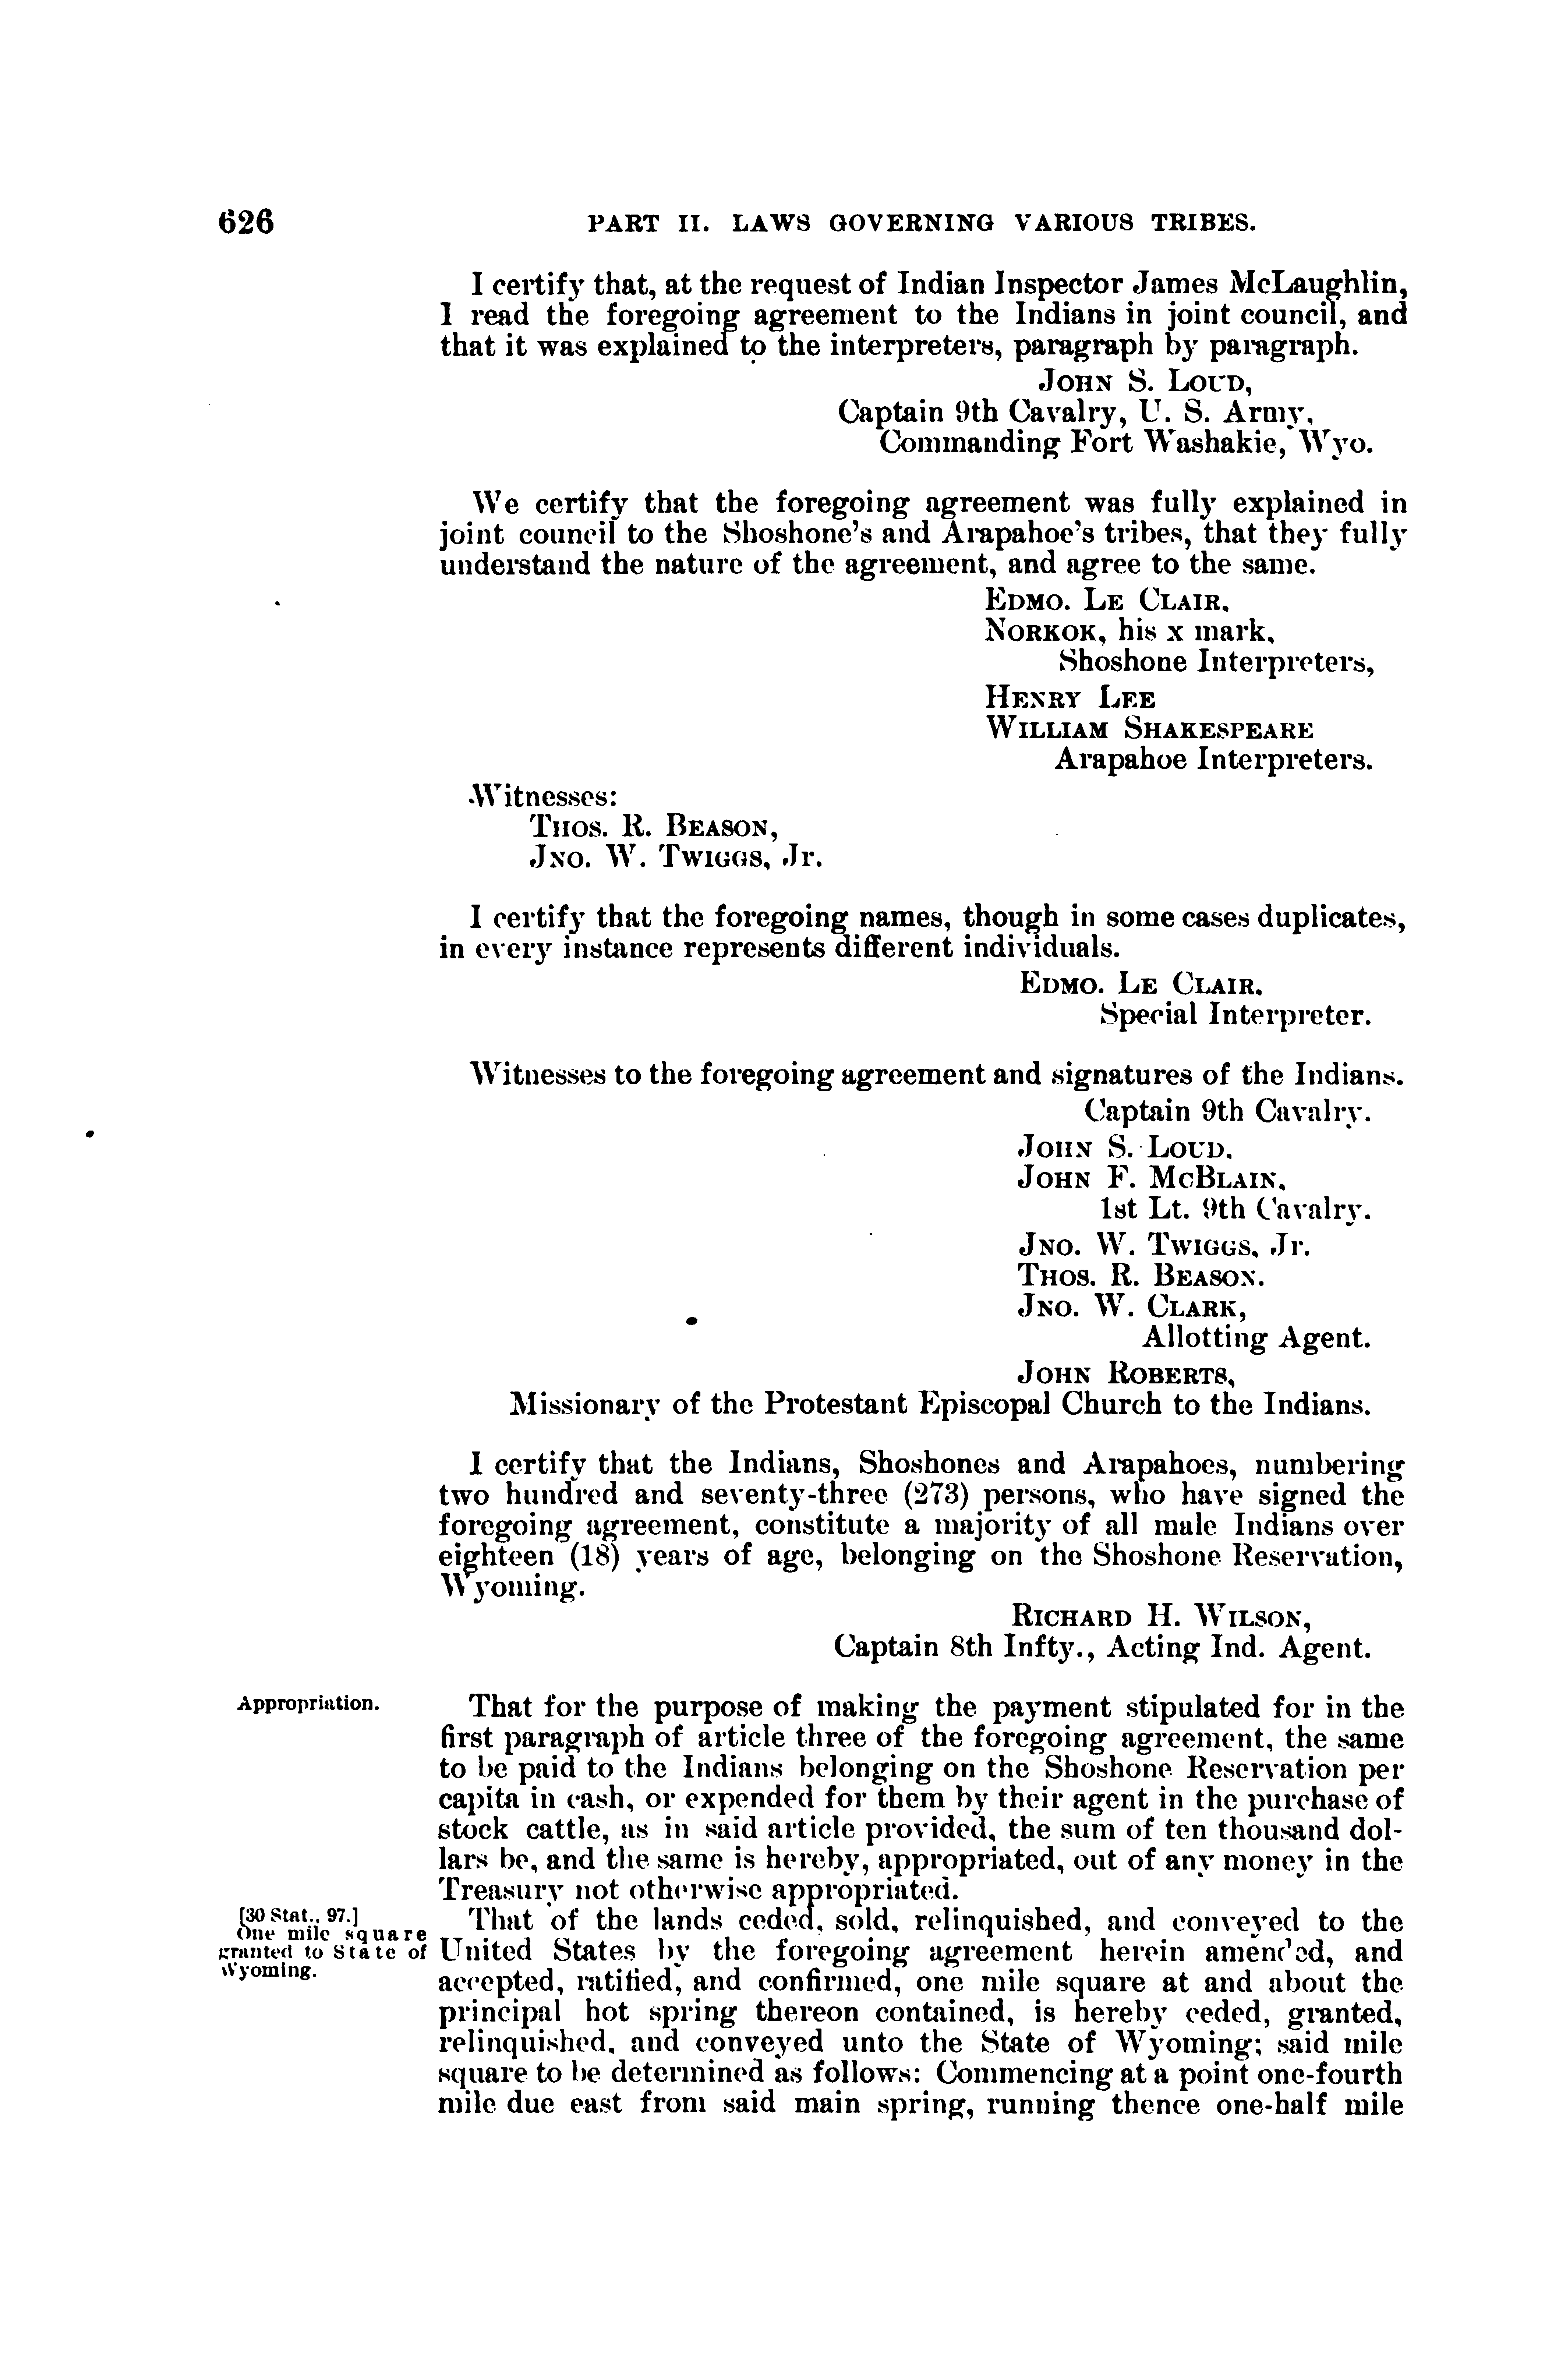 626 PART II. LAWS GOVERNING VARIOUS TRIBES.
I certify that, at the request of Indian Inspector James McLaughlin,
I read the foregoing agreement to the Indians in joint council, and
that it was explained to the interpreters, paragraph by paragraph.
JOHN S. LOUD,
Captain 9th Cavalry, U. S. Army,
Commanding Fort Washakie, Wyo.
We certify that the foregoing agreement was fully explained in
joint council to the Shoshone's and Arapahoe's tribes, that they fully
understand the nature of the agreement, and agree to the same.
EDMO. LE CLAIR,
NORKOK, his x mark,
Shoshone Interpreters,
HENRY LEE
WILLIAM SHAKESPEARE
Arapahoe Interpreters.
Witnesses:
THOS. R. BEASON,
JNO. W. TWIGGS, Jr.
I certify that the foregoing names, though in some cases duplicates,
in every instance represents different individuals.
EDMO. LE CLAIR.
Special Interpreter.
Witnesses to the foregoing agreement and signatures of the Indians.
Captain 9th Cavalry.
JOHN S. LOUD.
JOHN F. MCBLAIN,
1st Lt. 9th Cavalry.
JNO. W. TWIGGS, Jr.
THOS. R. BEASON.
JNO. W. CLARK,
Allotting Agent.
JOHN ROBERTS,
Missionary of the Protestant Episcopal Church to the Indians.
I certify that the Indians, Shoshones and Arapahoes, numbering
two hundred and seventy-three (273) persons, who have signed the
foregoing agreement, constitute a majority of all male Indians over
eighteen (18) years of age, belonging on the Shoshone Reservation,
Wyoming.
RICHARD H. WILSON,
Captain 8th Infty., Acting Ind. Agent.
Appropriation.
That for the purpose of making the payment stipulated for in the
first paragraph of article three of the foregoing agreement, the same
to be paid to the Indians belonging on the Shoshone Reservation per
capita in cash, or expended for them by their agent in the purchase of
stock cattle, as in said article provided, the sum of ten thousand dol-
lars be, and the same is hereby, appropriated, out of any money in the
Treasury not otherwise appropriated.
[30 Stat., 97.]
One mile square
granted to State of
Wyoming.
That of the lands ceded, sold, relinquished, and conveyed to the
United States by the foregoing agreement herein amended, and
accepted, ratified, and confirmed, one mile square at and about the
principal hot spring thereon contained, is hereby ceded, granted,
relinquished, and conveyed unto the State of Wyoming; said mile
square to be determined as follows: Commencing at a point one-fourth
mile due east from said main spring, running thence one-half mile